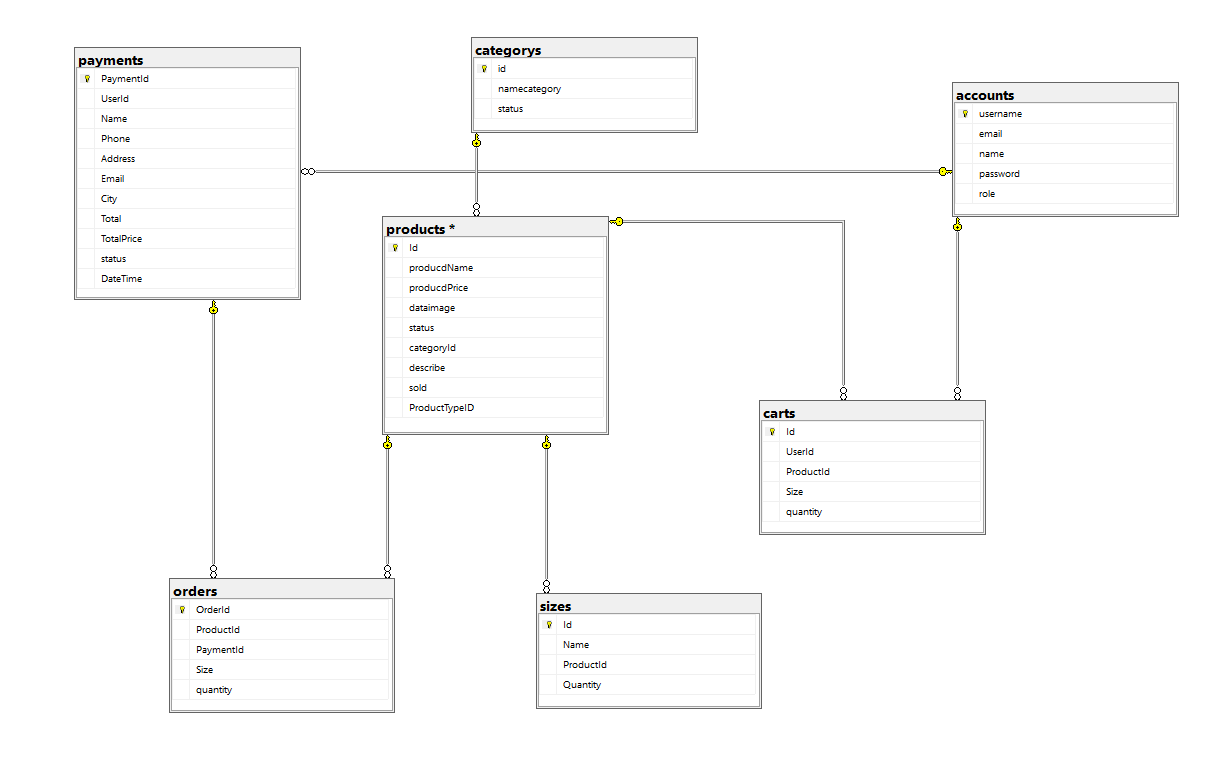 payments
PaymentId
UserId
Name
Phone
Address
Email
City
Total
TotalPrice
status
DateTime
categorys
id
namecategory
status
accounts
username
email
name
password
role
products *
Id
producdName
producdPrice
dataimage
status
categoryId
describe
sold
ProductTypeID
carts
Id
UserId
ProductId
Size
quantity
orders
OrderId
ProductId
PaymentId
Size
quantity
sizes
Id
Name
ProductId
Quantity